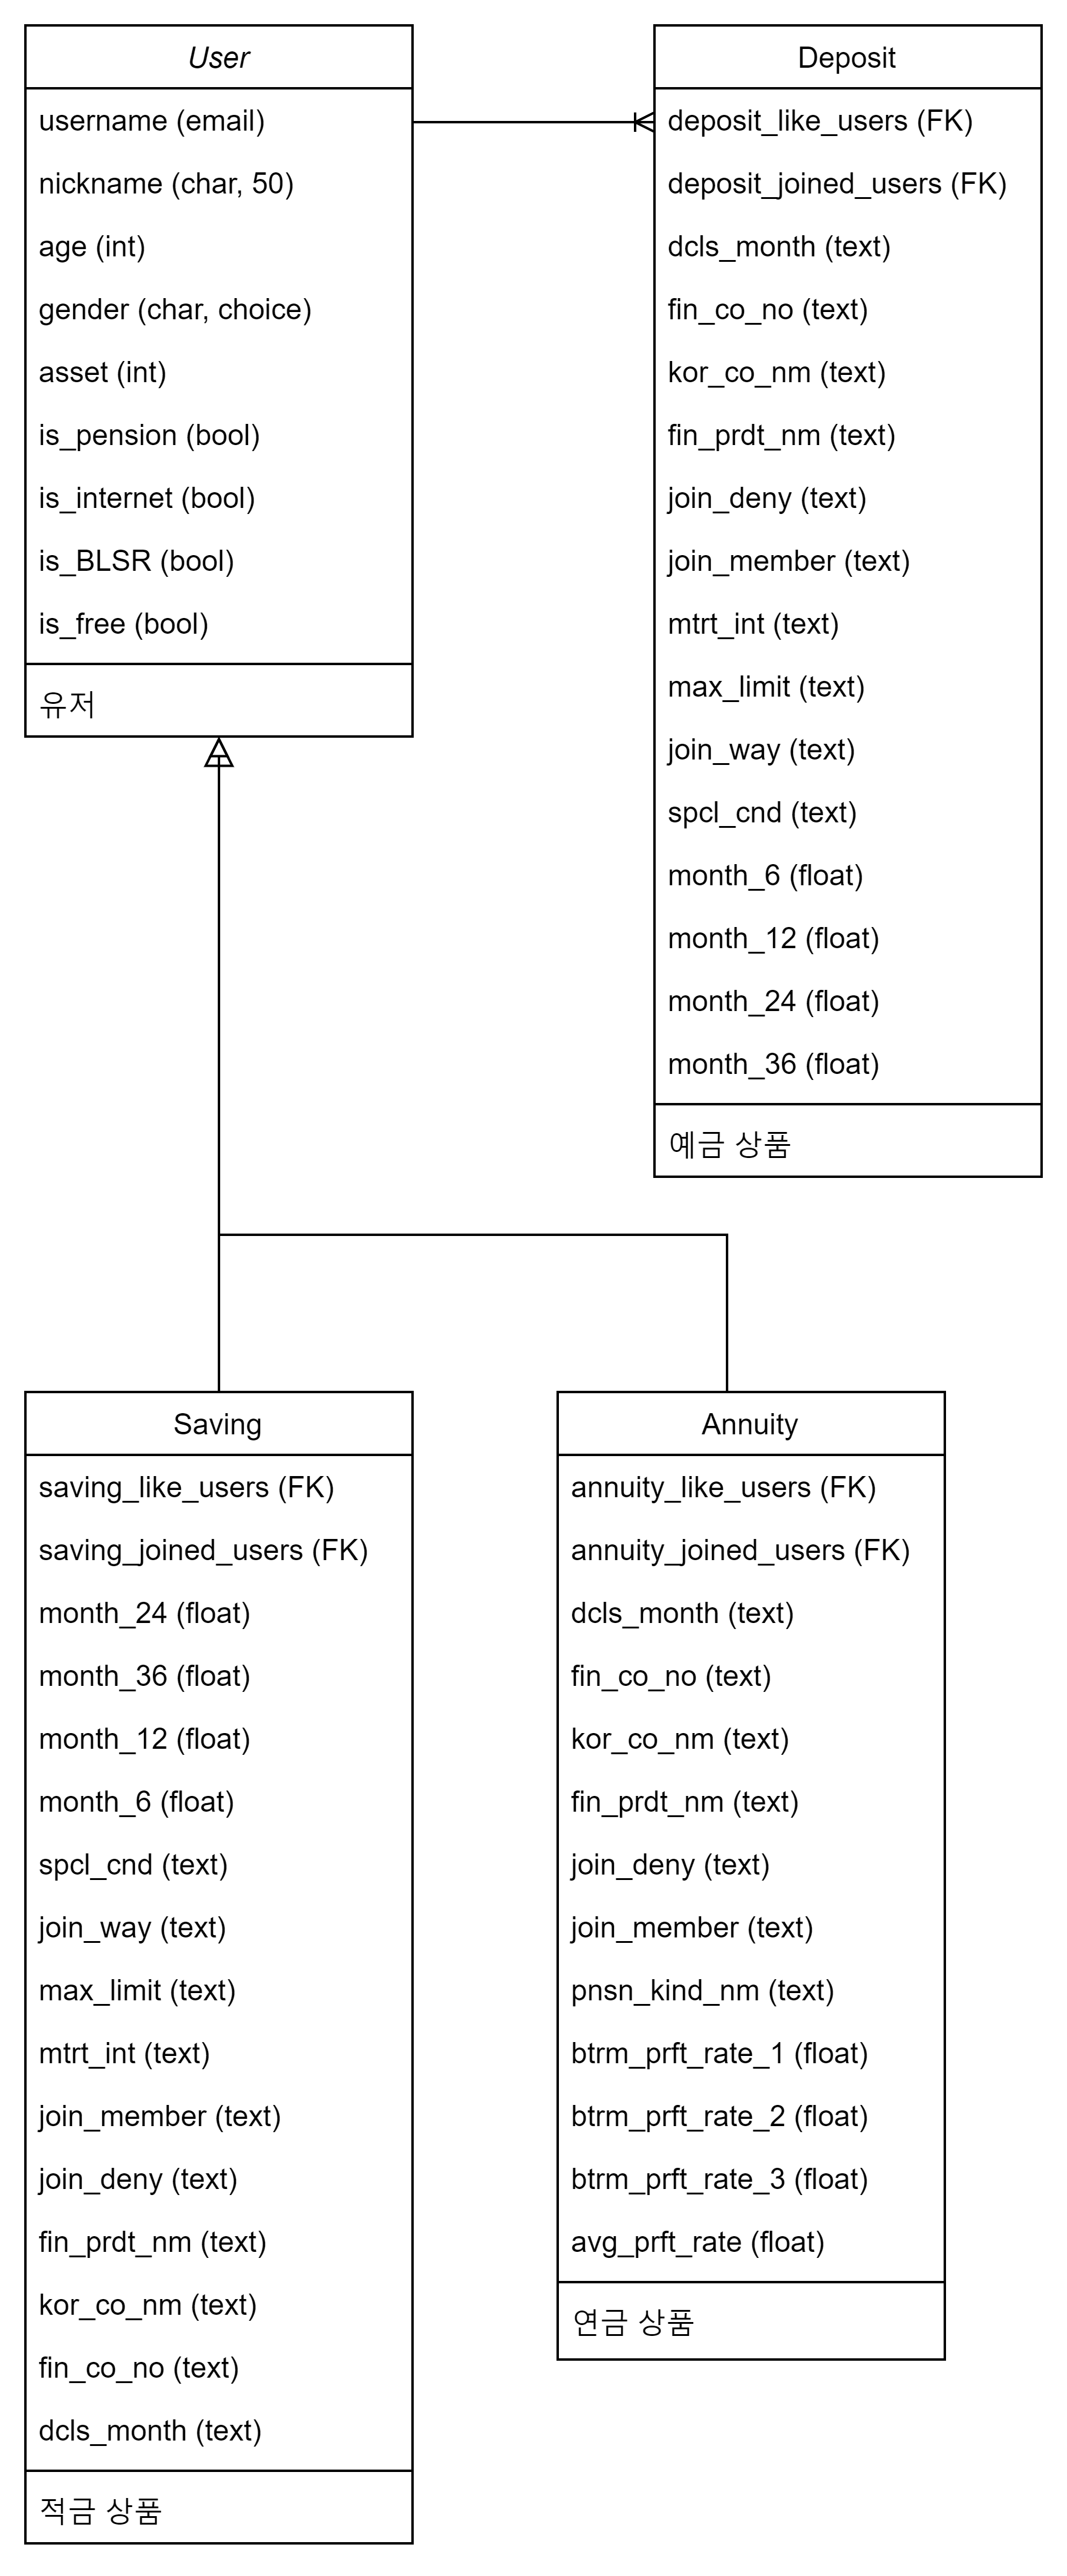 User
username (email)
nickname (char, 50)
age (int)
gender (char, choice)
asset (int)
is_pension (bool)
is_internet (bool)
is_BLSR (bool)
is_free (bool)
유저
Deposit
deposit_like_users (FK)
deposit_joined_users (FK)
dcls_month (text)
fin_co_no (text)
kor_co_nm (text)
fin_prdt_nm (text)
join_deny (text)
join_member (text)
mtrt_int (text)
max_limit (text)
join_way (text)
spcl_cnd (text)
month_6 (float)
month_12 (float)
month_24 (float)
month_36 (float)
예금 상품
Saving
saving_like_users (FK)
saving_joined_users (FK)
month_24 (float)
month_36 (float)
month_12 (float)
month_6 (float)
spcl_cnd (text)
join_way (text)
max_limit (text)
mtrt_int (text)
join_member (text)
join_deny (text)
fin_prdt_nm (text)
kor_co_nm (text)
fin_co_no (text)
dcls_month (text)
적금 상품
Annuity
annuity_like_users (FK)
annuity_joined_users (FK)
dcls_month (text)
fin_co_no (text)
kor_co_nm (text)
fin_prdt_nm (text)
join_deny (text)
join_member (text)
pnsn_kind_nm (text)
btrm_prft_rate_1 (float)
btrm_prft_rate_2 (float)
btrm_prft_rate_3 (float)
avg_prft_rate (float)
연금 상품